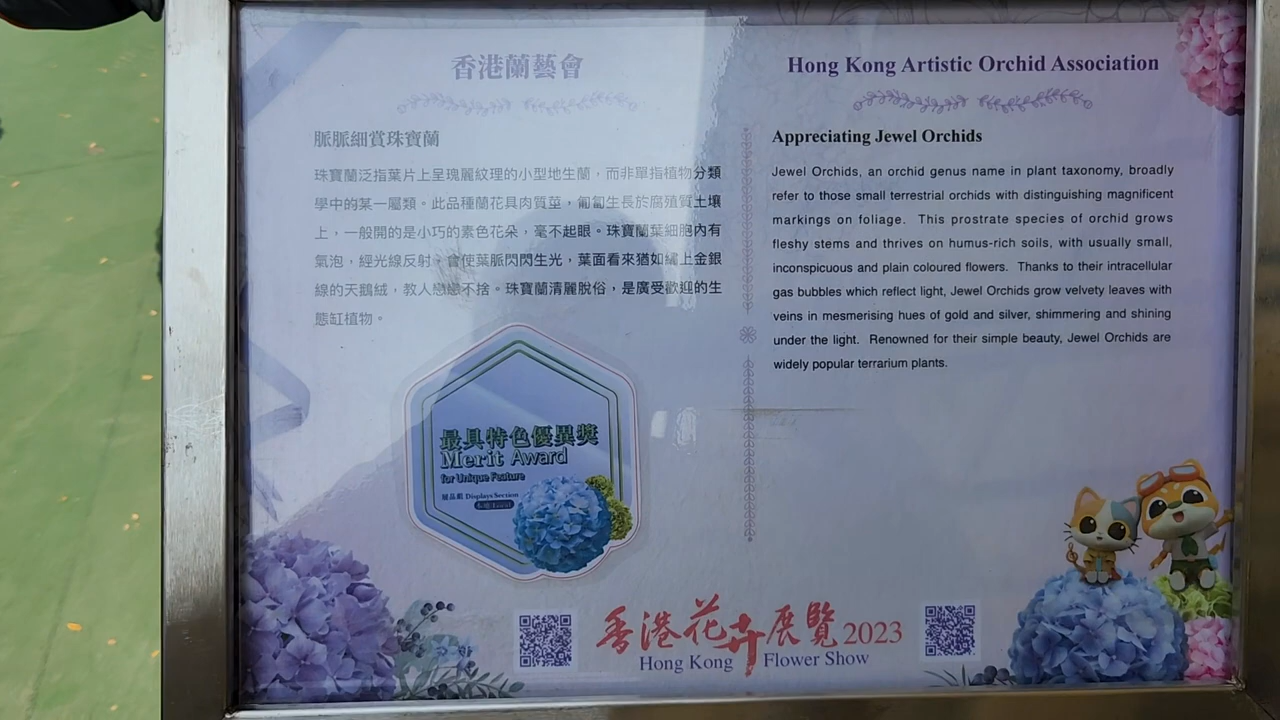 香港蘭藝會
脈脈細賞珠寶蘭
珠寶蘭泛指葉片上呈瑰麗紋理的小型地生蘭，而非單指植物分類
學中的某一屬類。此品種蘭花具肉質莖，匍匐生長於腐殖質土壤
上，一般開的是小巧的素色花朵，毫不起眼。珠寶蘭葉細胞內有
氣泡，經光線反射，會使葉脈閃閃生光，葉面看來猶如繡上金銀
線的天鵝絨，教人戀戀不捨。珠寶蘭清麗脫俗，是廣受歡迎的生
態缸植物。
最具特色優異獎
Merit Award
for Unique Feature
展品組 Displays Section
Hong Kong Artistic Orchid Association
Appreciating Jewel Orchids
Jewel Orchids, an orchid genus name in plant taxonomy, broadly
refer to those small terrestrial orchids with distinguishing magnificent
markings on foliage. This prostrate species of orchid grows
fleshy stems and thrives on humus-rich soils, with usually small,
inconspicuous and plain coloured flowers. Thanks to their intracellular
gas bubbles which reflect light, Jewel Orchids grow velvety leaves with
veins in mesmerising hues of gold and silver, shimmering and shining
under the light. Renowned for their simple beauty, Jewel Orchids are
widely popular terrarium plants.
香港花卉展覽2023
Hong Kong Flower Show